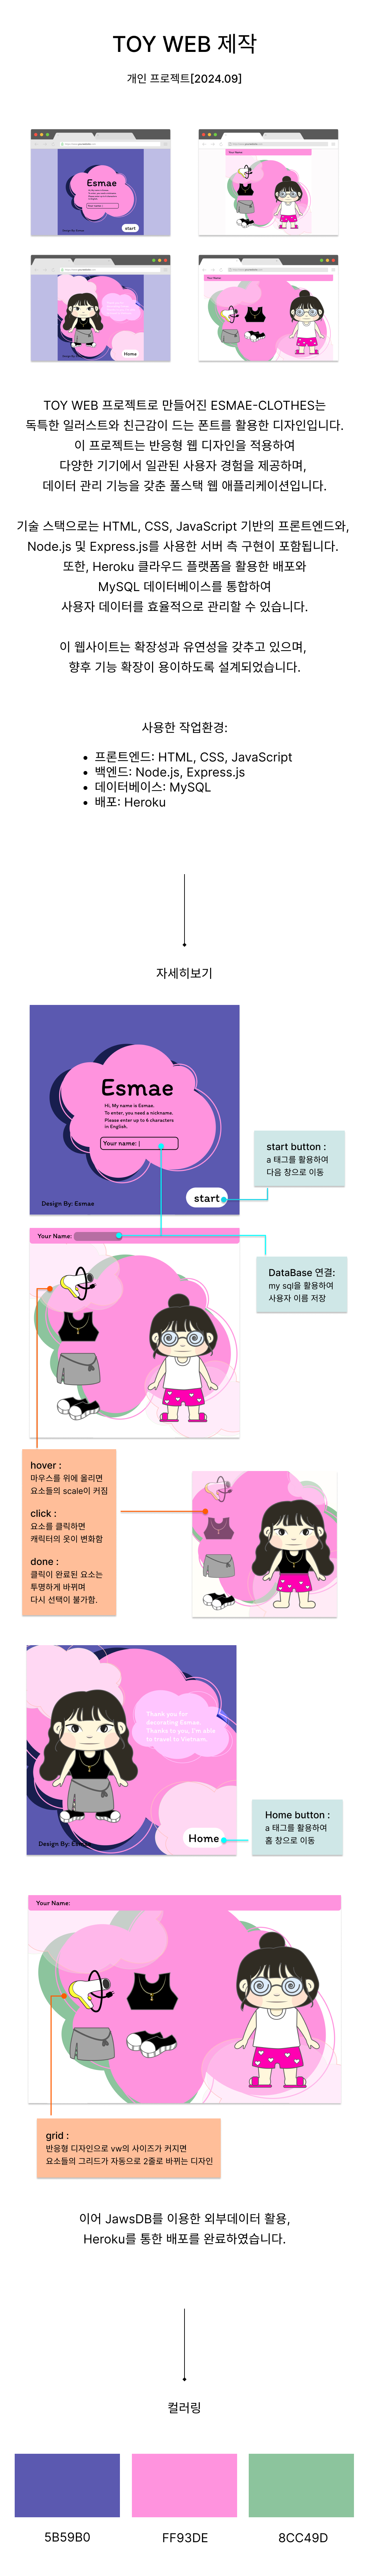 TOY WEB 제작
개인 프로젝트[2024.09]
Esmae
start
Your Name:
Home
Your Name:
TOY WEB 프로젝트로 만들어진 ESMAE-CLOTHES는
독특한 일러스트와 친근감이 드는 폰트를 활용한 디자인입니다.
이 프로젝트는 반응형 웹 디자인을 적용하여
다양한 기기에서 일관된 사용자 경험을 제공하며,
데이터 관리 기능을 갖춘 풀스택 웹 애플리케이션입니다.
기술 스택으로는 HTML, CSS, JavaScript 기반의 프론트엔드와,
Node.js 및 Express.js를 사용한 서버 측 구현이 포함됩니다.
또한, Heroku 클라우드 플랫폼을 활용한 배포와
MySQL 데이터베이스를 통합하여
사용자 데이터를 효율적으로 관리할 수 있습니다.
이 웹사이트는 확장성과 유연성을 갖추고 있으며,
향후 기능 확장이 용이하도록 설계되었습니다.
사용한 작업환경:
• 프론트엔드: HTML, CSS, JavaScript
• 백엔드: Node.js, Express.js
• 데이터베이스: MySQL
• 배포: Heroku
자세히보기
Esmae
Hi, My name is Esmae.
To enter, you need a nickname.
Please enter up to 6 characters
in English.
Your name: |
start
Design By: Esmae
start button :
a 태그를 활용하여
다음 창으로 이동
Your Name:
DataBase 연결:
my sql을 활용하여
사용자 이름 저장
hover :
마우스를 위에 올리면
요소들의 scale이 커짐
click :
요소를 클릭하면
캐릭터의 옷이 변화함
done :
클릭이 완료된 요소는
투명하게 바뀌며
다시 선택이 불가함.
Thank you for
decorating Esmae.
Thanks to you, I'm able
to travel to Vietnam.
Home
Design By: Esmae
Home button :
a 태그를 활용하여
홈 창으로 이동
Your Name:
grid :
반응형 디자인으로 vw의 사이즈가 커지면
요소들의 그리드가 자동으로 2줄로 바뀌는 디자인
이어 JawsDB를 이용한 외부데이터 활용,
Heroku를 통한 배포를 완료하였습니다.
컬러링
5B59B0
FF93DE
8CC49D